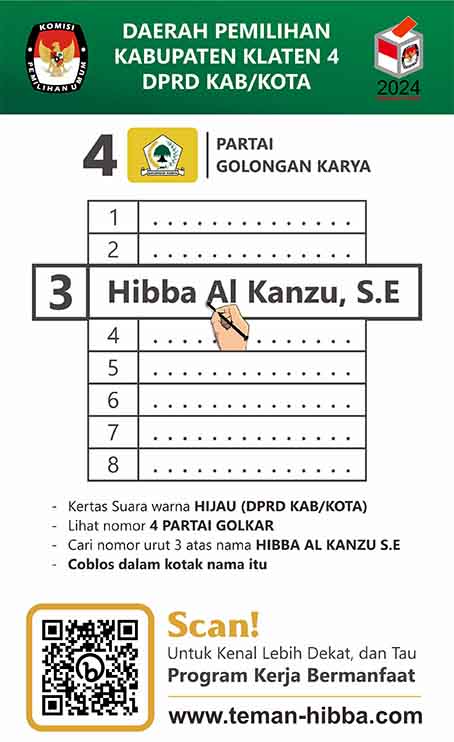 KOMISI
PEMILIHAN UMUM
DAERAH PEMILIHAN
KABUPATEN KLATEN 4
DPRD KAB/KOTA
2024
4
PARTAI
GOLONGAN KARYA
1 . . . . . . . . . . . . . .
2 . . . . . . . . . . . . . .
3 Hibba Al Kanzu, S.E
4 . . . . . . . . . . . . . .
5 . . . . . . . . . . . . . .
6 . . . . . . . . . . . . . .
7 . . . . . . . . . . . . . .
8 . . . . . . . . . . . . . .
- Kertas Suara warna HIJAU (DPRD KAB/KOTA)
- Lihat nomor 4 PARTAI GOLKAR
- Cari nomor urut 3 atas nama HIBBA AL KANZU S.E
- Coblos dalam kotak nama itu
Scan!
Untuk Kenal Lebih Dekat, dan Tau
Program Kerja Bermanfaat
www.teman-hibba.com